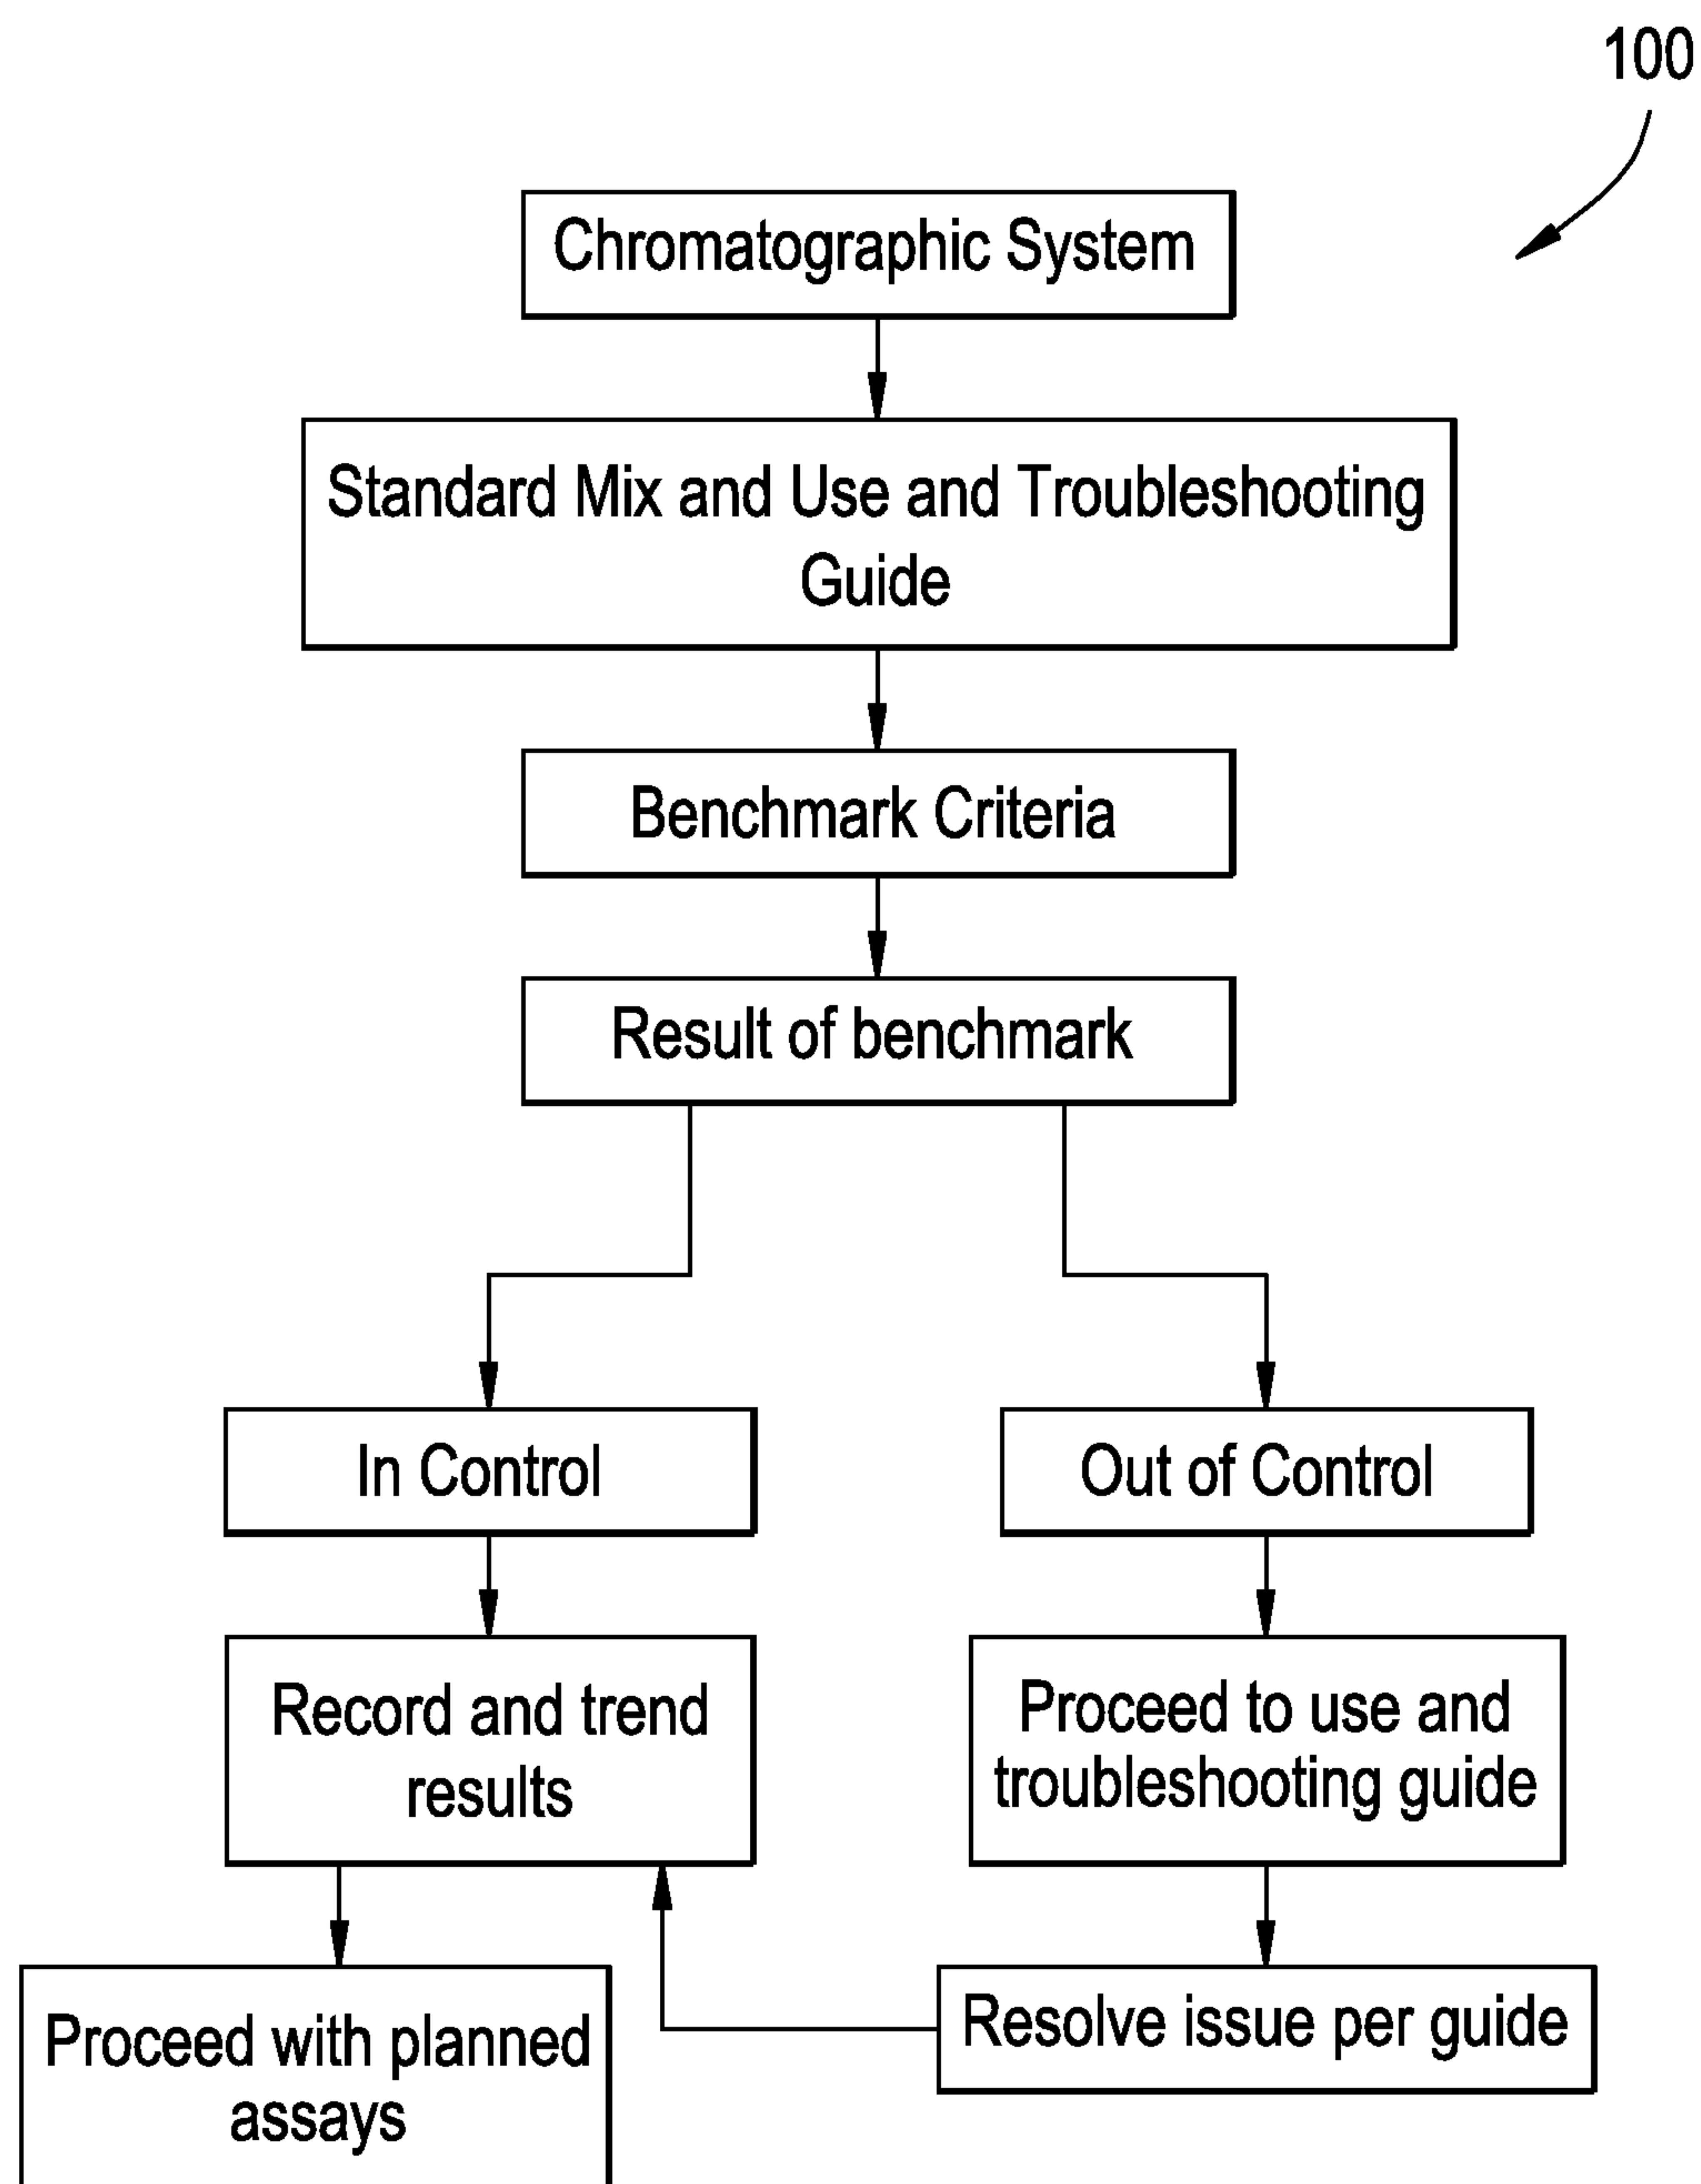 100
Chromatographic System
Standard Mix and Use and Troubleshooting
Guide
Benchmark Criteria
Result of benchmark
In Control
Out of Control
Record and trend
results
Proceed to use and
troubleshooting guide
Proceed with planned
assays
Resolve issue per guide